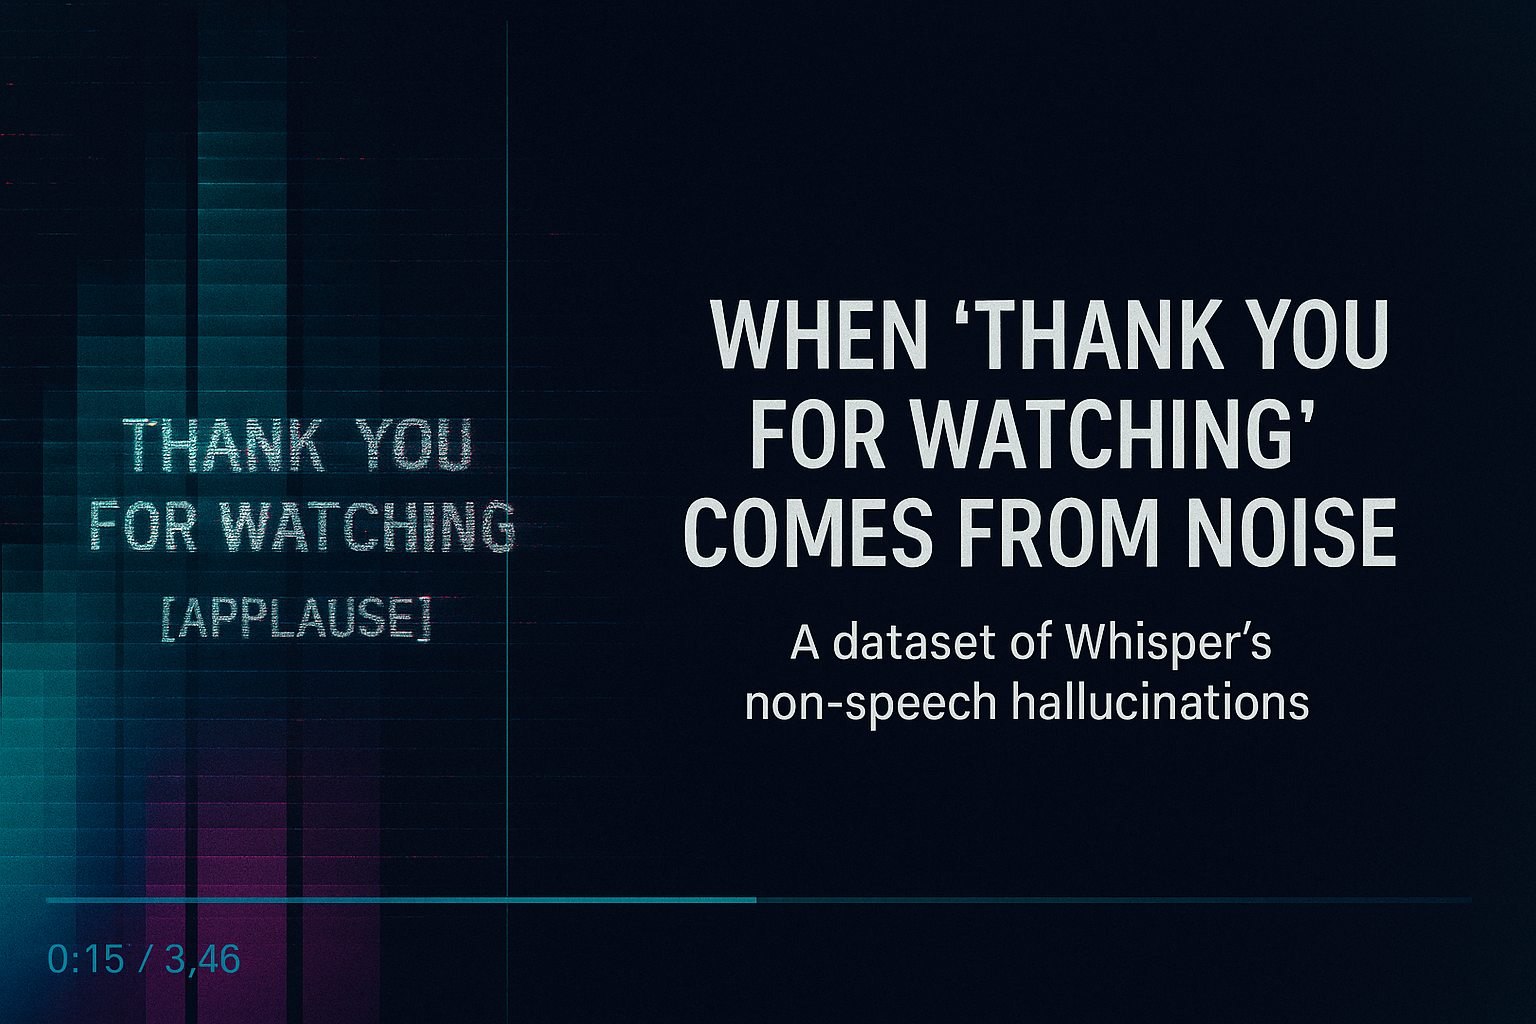 THANK YOU
FOR WATCHING
[APPLAUSE]
WHEN ‘THANK YOU
FOR WATCHING’
COMES FROM NOISE
A dataset of Whisper’s
non-speech hallucinations
0:15 / 3,46